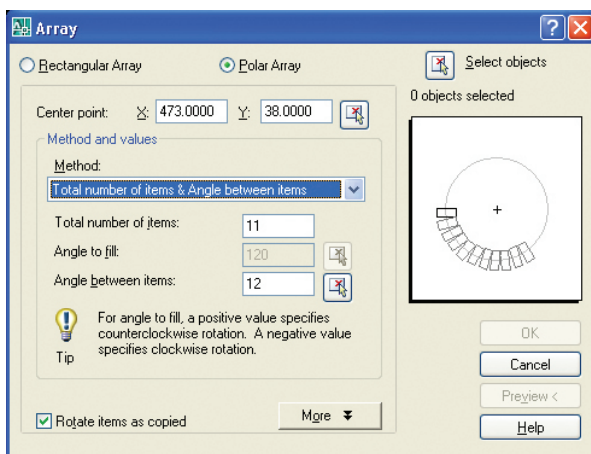 Array
Rectangular Array
Polar Array
Select objects
0 objects selected
Center point: X: 473.0000 Y: 38.0000
Method and values
Method:
Total number of items & Angle between items
Total number of items: 11
Angle to fill: 120
Angle between items: 12
For angle to fill, a positive value specifies
counterclockwise rotation. A negative value
specifies clockwise rotation.
Tip
Rotate items as copied
More
OK
Cancel
Preview <
Help